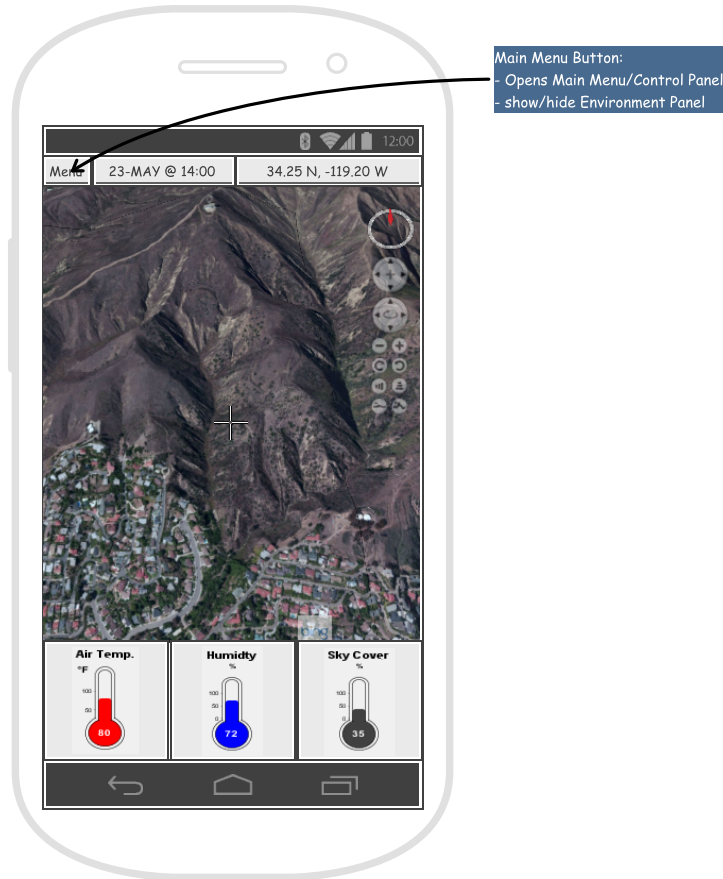 Main Menu Button:
- Opens Main Menu/Control Panel
- show/hide Environment Panel
12:00
Menu
23-MAY @ 14:00
34.25 N, -119.20 W
Air Temp.
°F
100
50
80
Humidty
%
100
50
0
72
Sky Cover
%
100
50
0
35